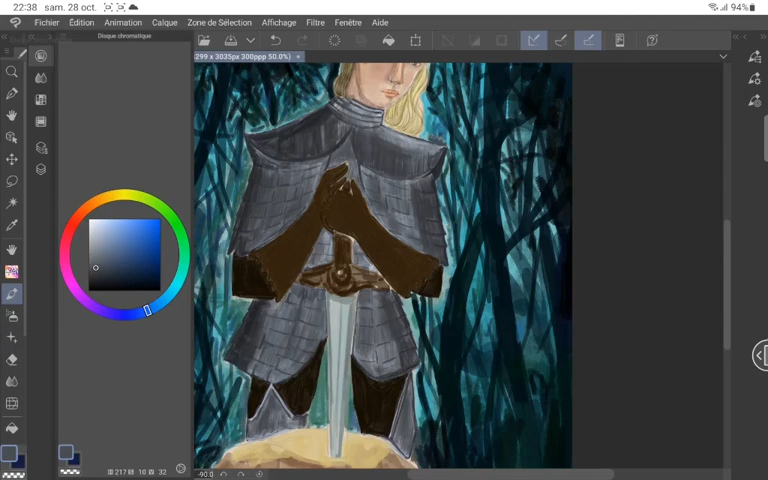 22:38 sam. 28 oct.
94%
Fichier Édition Animation Calque Zone de Sélection Affichage Filtre Fenêtre Aide
Disque chromatique
299 x 3035px 300ppp 50.0%)
217 10 32
-90.0